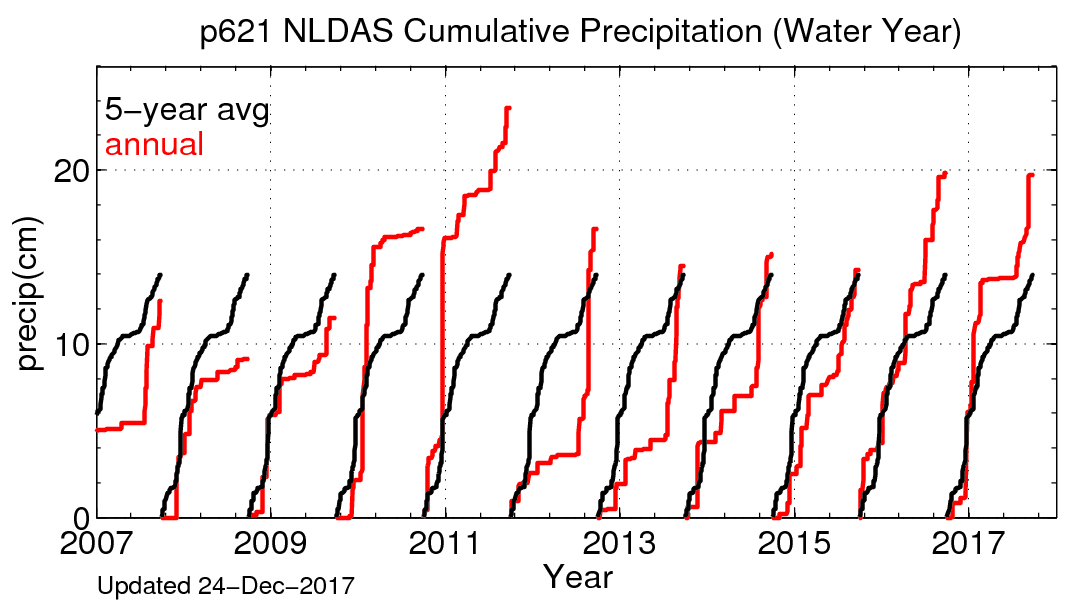 p621 NLDAS Cumulative Precipitation (Water Year)
5−year avg
annual
20
10
0
precip(cm)
2007 2009 2011 2013 2015 2017
Year
Updated 24−Dec−2017